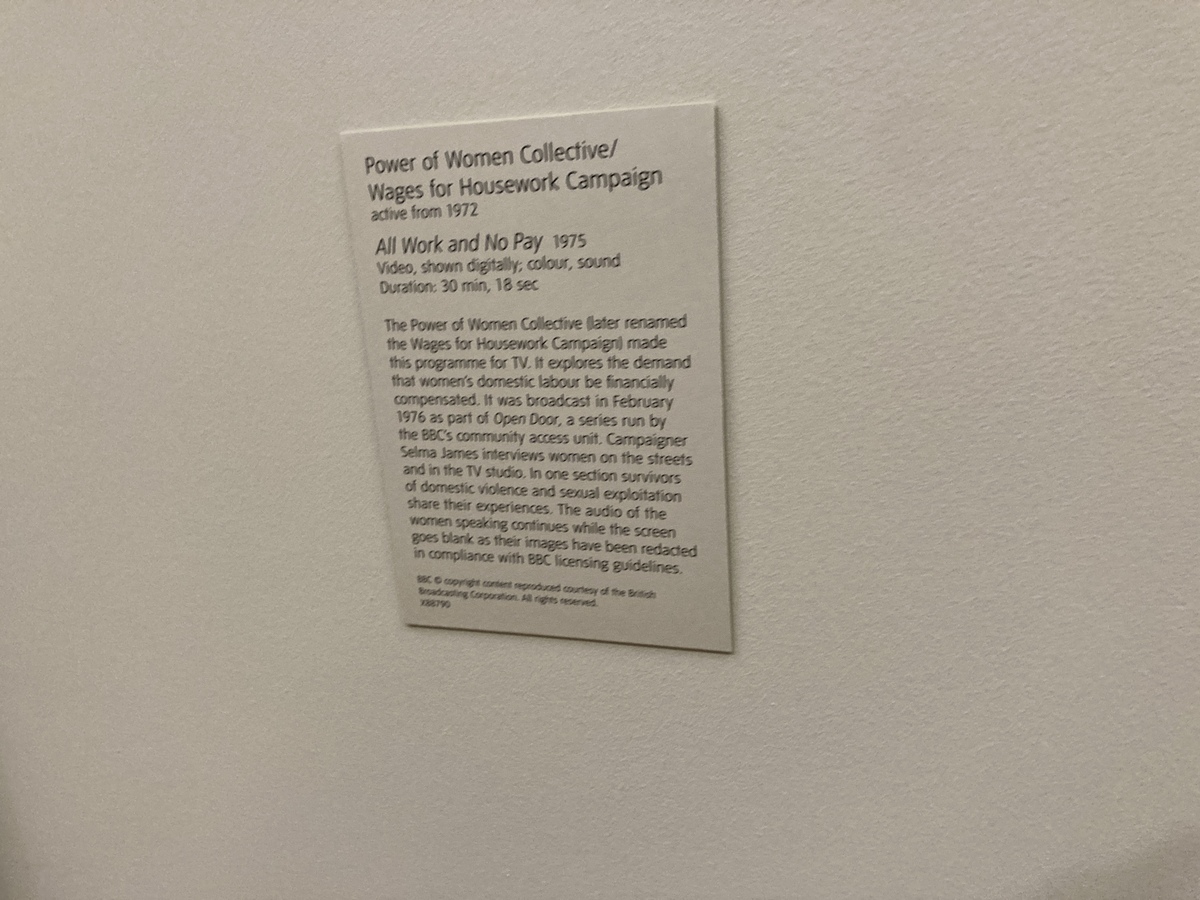 Power of Women Collective/
Wages for Housework Campaign
active from 1972
All Work and No Pay 1975
Video, shown digitally; colour, sound
Duration: 30 min, 18 sec
The Power of Women Collective (later renamed
the Wages for Housework Campaign) made
this programme for TV. It explores the demand
that women's domestic labour be financially
compensated. It was broadcast in February
1976 as part of Open Door, a series run by
the BBC's community access unit. Campaigner
Selma James interviews women on the streets
and in the TV studio. In one section survivors
of domestic violence and sexual exploitation
share their experiences. The audio of the
women speaking continues while the screen
goes blank as their images have been redacted
in compliance with BBC licensing guidelines.
BBC © copyright content reproduced courtesy of the British
Broadcasting Corporation. All rights reserved.
X88790